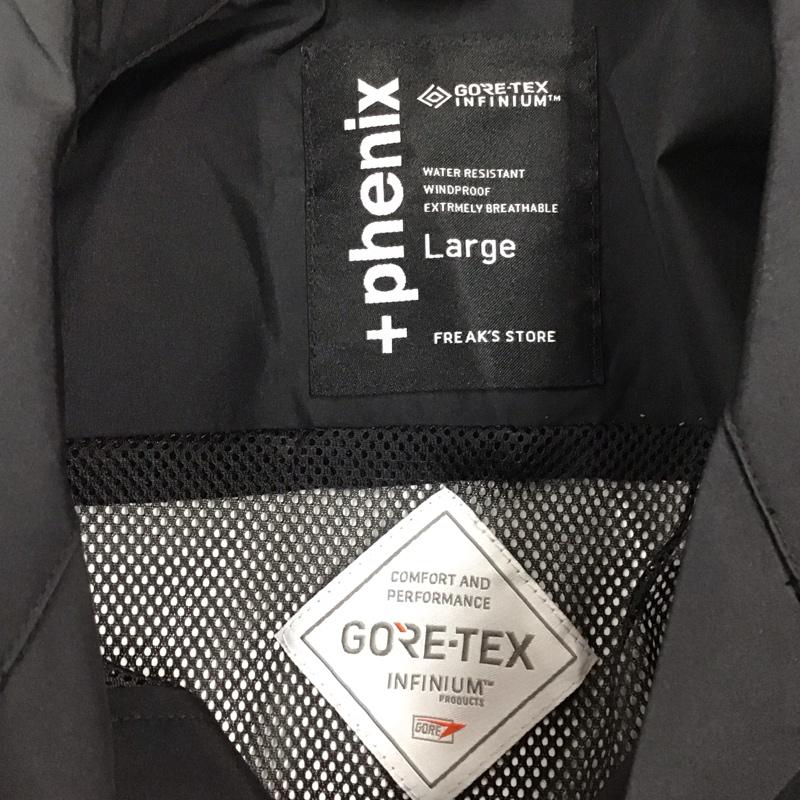 +phenix
GORE-TEX
INFINIUM™
WATER RESISTANT
WINDPROOF
EXTRMELY BREATHABLE
Large
FREAK'S STORE
COMFORT AND
PERFORMANCE
GORE-TEX
INFINIUM™
PRODUCTS
GORE